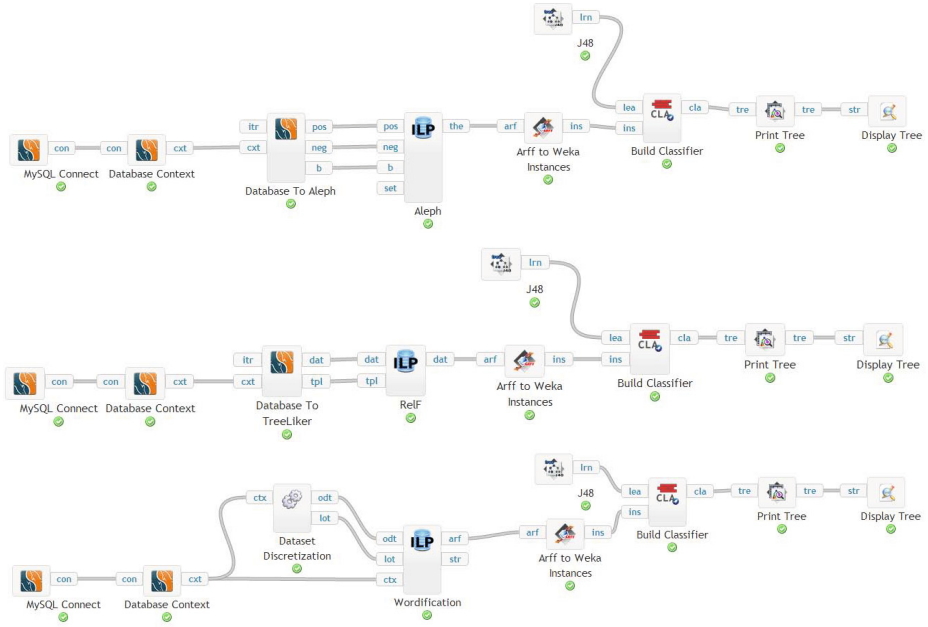 lrn
J48
lea
cla
tre
tre
str
itr
pos
pos
the
arf
ins
ins
CLA
ILP
con
con
cxt
cxt
neg
neg
b
b
set
MySQL Connect
Database Context
Database To Aleph
Aleph
Arff to Weka
Instances
Build Classifier
Print Tree
Display Tree
lrn
J48
lea
cla
tre
tre
str
itr
dat
dat
dat
arf
ins
ins
CLA
ILP
con
con
cxt
cxt
tpl
tpl
MySQL Connect
Database Context
Database To
TreeLiker
RelF
Arff to Weka
Instances
Build Classifier
Print Tree
Display Tree
lrn
J48
lea
cla
tre
tre
str
ctx
odt
lot
ins
CLA
Dataset
Discretization
odt
arf
arf
ins
lot
str
ctx
ILP
con
con
cxt
MySQL Connect
Database Context
Wordification
Arff to Weka
Instances
Build Classifier
Print Tree
Display Tree